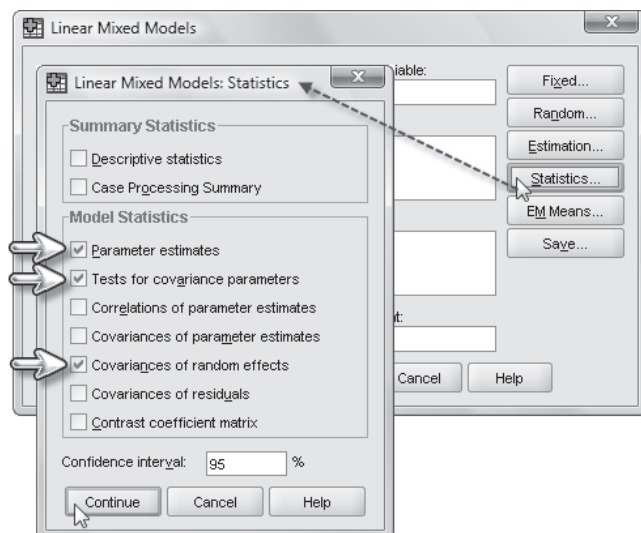 Linear Mixed Models
iable:
Fixed...
Random...
Estimation...
Statistics...
EM Means...
Save...
t:
Cancel
Help
Linear Mixed Models: Statistics
Summary Statistics
Descriptive statistics
Case Processing Summary
Model Statistics
Parameter estimates
Tests for covariance parameters
Correlations of parameter estimates
Covariances of parameter estimates
Covariances of random effects
Covariances of residuals
Contrast coefficient matrix
Confidence interval: 95 %
Continue
Cancel
Help